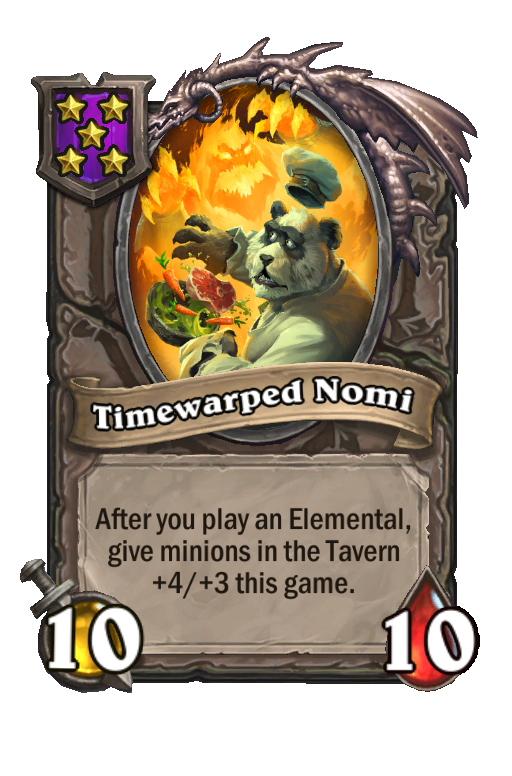 Timewarped Nomi
After you play an Elemental,
give minions in the Tavern
+4/+3 this game.
10
10